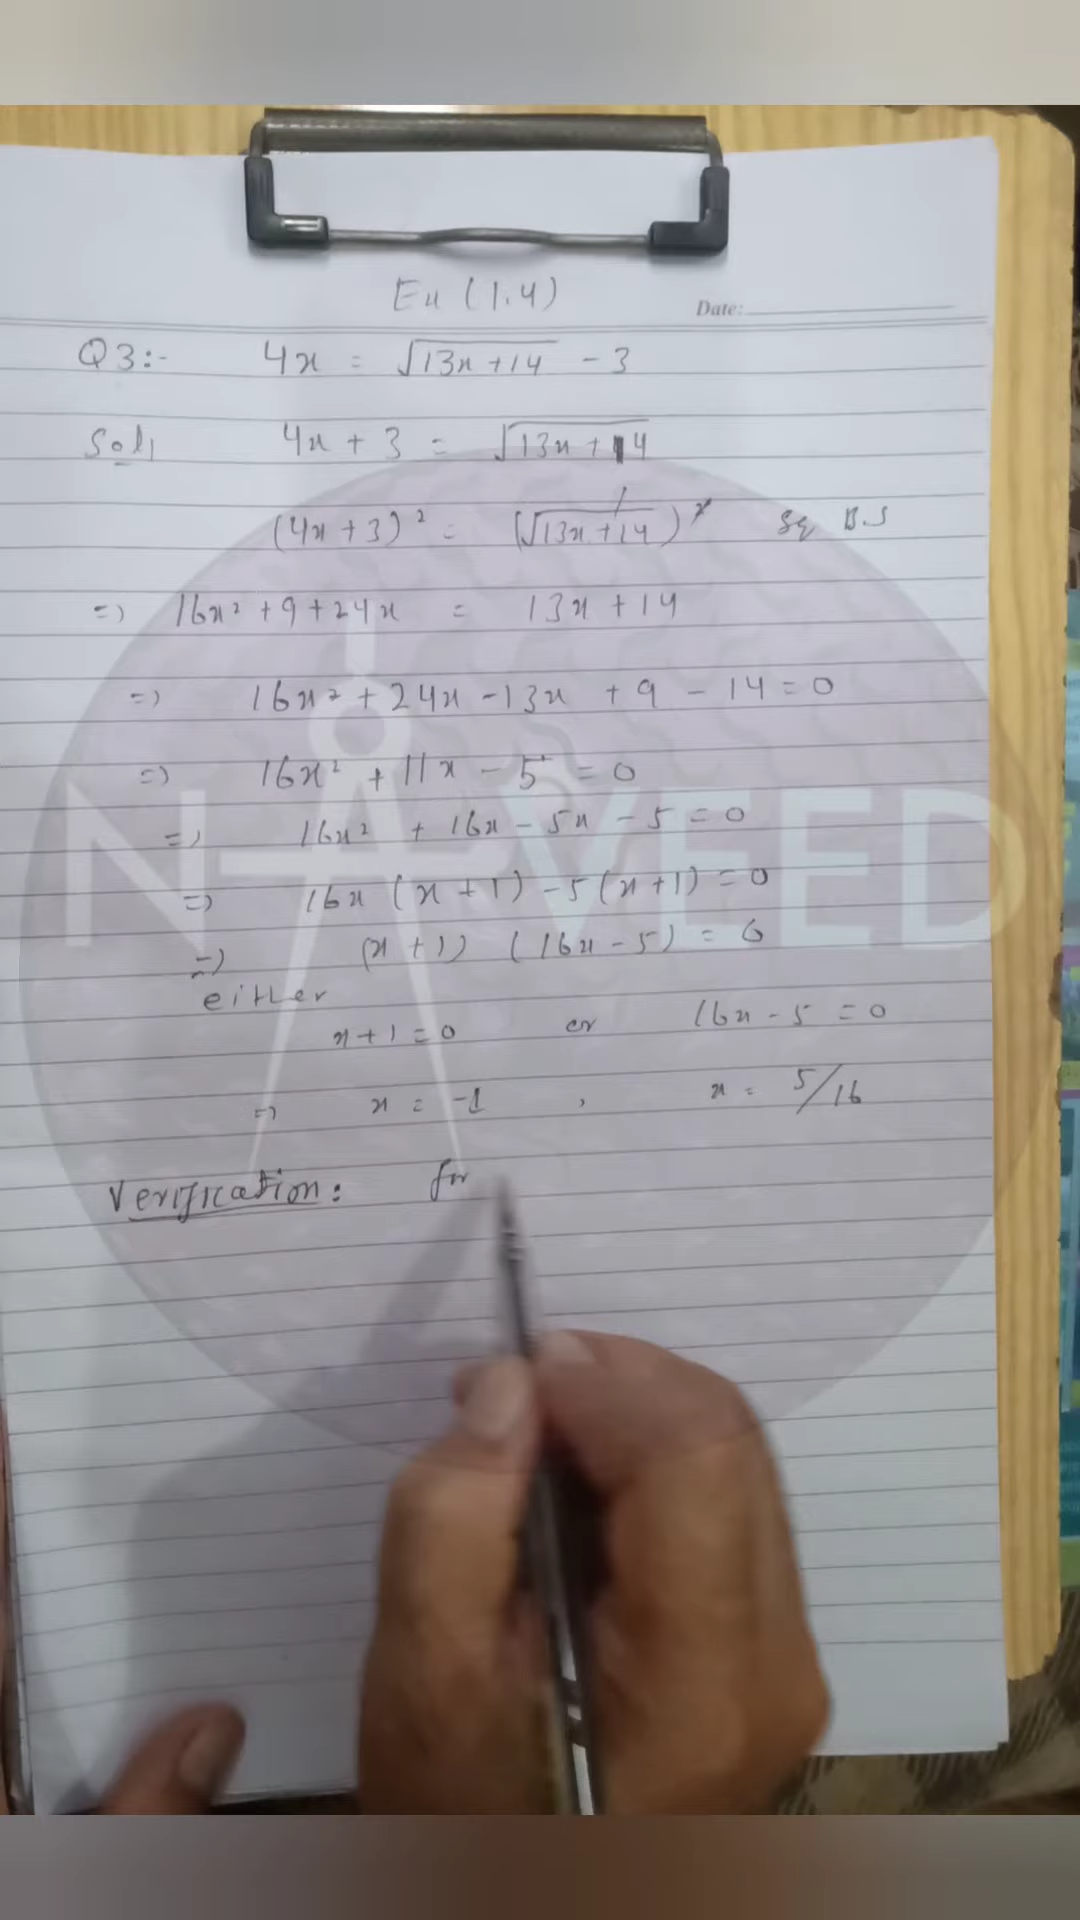 Ex (1.4)
Date:
Q3:- 4x = √13x+14 - 3
Sol, 4x + 3 = √13x+14
(4x+3)² = (√13x+14)² Sq B.S
=> 16x² + 9 + 24x = 13x + 14
=> 16x² + 24x - 13x + 9 - 14 = 0
=> 16x² + 11x - 5 = 0
=> 16x² + 16x - 5x - 5 = 0
=> 16x (x+1) - 5(x+1) = 0
=> (x+1) (16x-5) = 0
either
x+1 = 0 or 16x - 5 = 0
=> x = -1 , x = 5/16
Verification: for
NAVEED